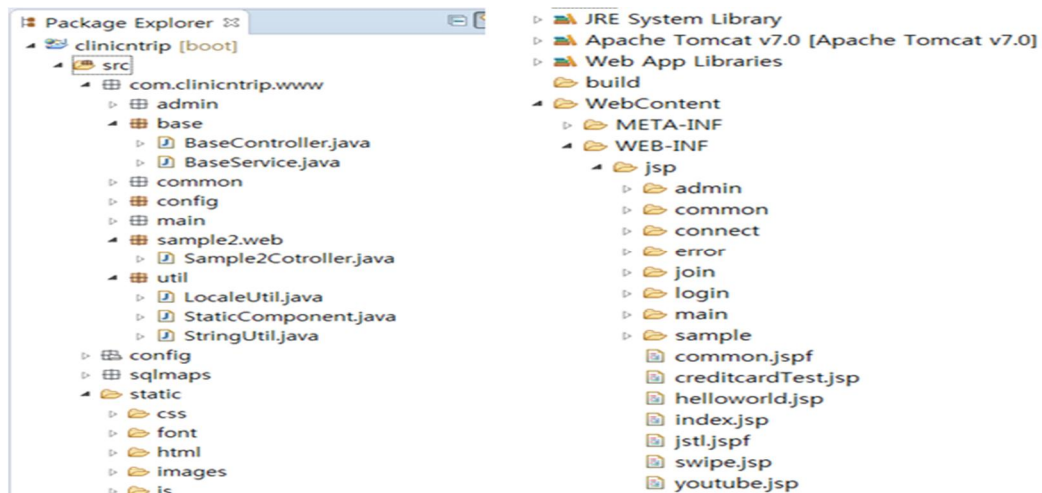 Package Explorer
clinicntrip [boot]
src
com.clinicntrip.www
admin
base
BaseController.java
BaseService.java
common
config
main
sample2.web
Sample2Cotroller.java
util
LocaleUtil.java
StaticComponent.java
StringUtil.java
config
sqlmaps
static
css
font
html
images
js
JRE System Library
Apache Tomcat v7.0 [Apache Tomcat v7.0]
Web App Libraries
build
WebContent
META-INF
WEB-INF
jsp
admin
common
connect
error
join
login
main
sample
common.jspf
creditcardTest.jsp
helloworld.jsp
index.jsp
jstl.jspf
swipe.jsp
youtube.jsp